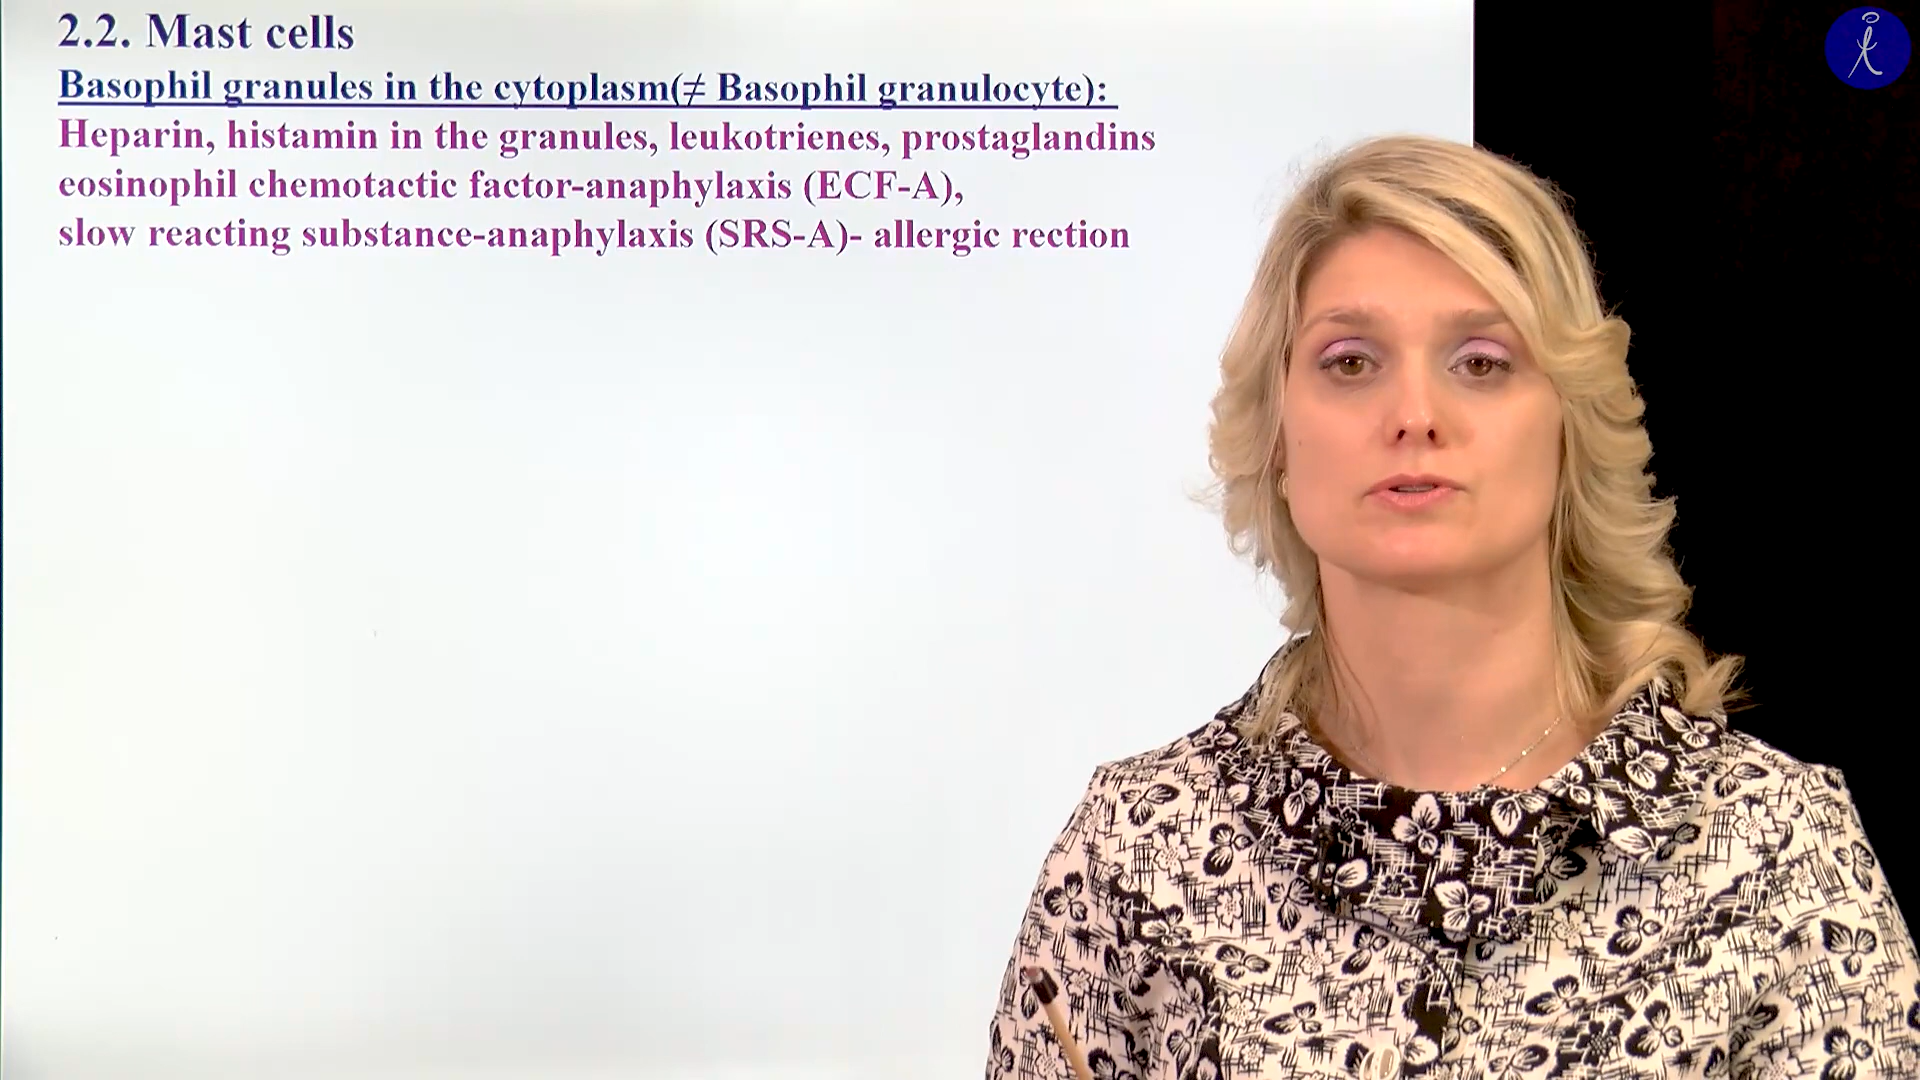 2.2. Mast cells
Basophil granules in the cytoplasm(≠ Basophil granulocyte):
Heparin, histamin in the granules, leukotrienes, prostaglandins
eosinophil chemotactic factor-anaphylaxis (ECF-A),
slow reacting substance-anaphylaxis (SRS-A)- allergic rection